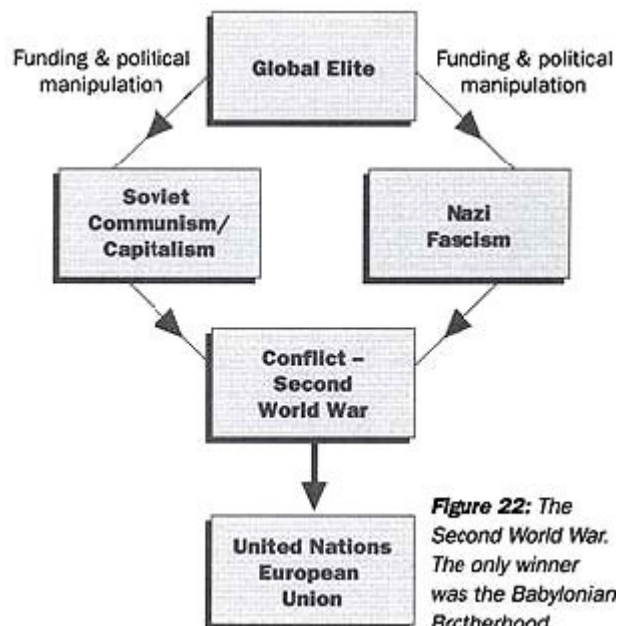 Global Elite
Funding & political
manipulation
Funding & political
manipulation
Soviet
Communism/
Capitalism
Nazi
Fascism
Conflict –
Second
World War
United Nations
European
Union
Figure 22: The
Second World War.
The only winner
was the Babylonian
Brotherhood